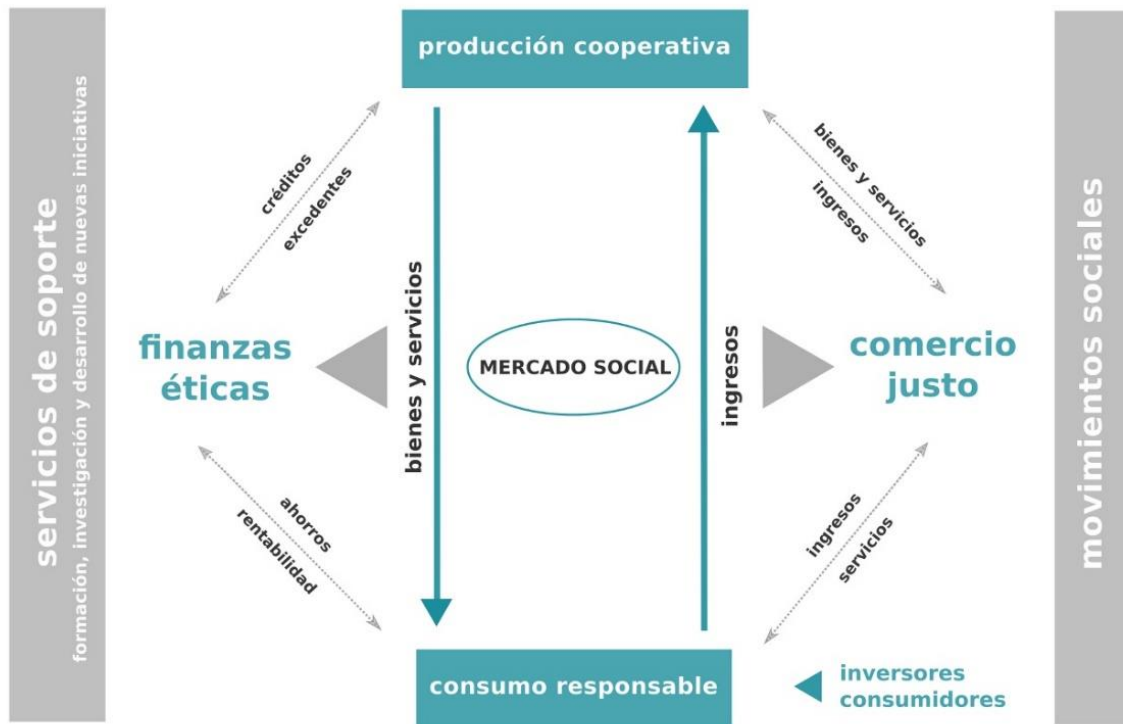 servicios de soporte
formación, investigación y desarrollo de nuevas iniciativas
producción cooperativa
créditos
excedentes
bienes y servicios
ingresos
finanzas
éticas
bienes y servicios
MERCADO SOCIAL
ingresos
comercio
justo
ahorros
rentabilidad
ingresos
servicios
consumo responsable
inversores
consumidores
movimientos sociales